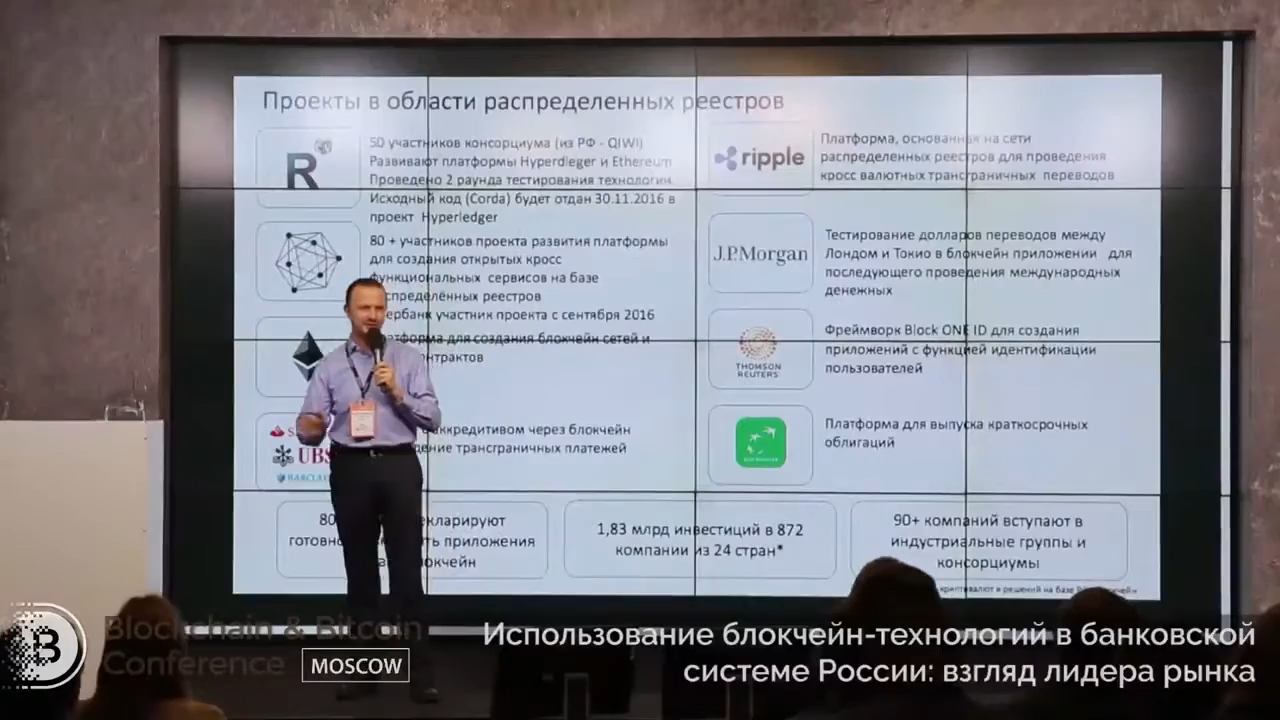 Проекты в области распределенных реестров
R
50 участников консорциума (из РФ - QIWI)
Развивают платформы Hyperdleger и Ethereum
Проведено 2 раунда тестирования технологии
Исходный код (Corda) будет отдан 30.11.2016 в
проект Hyperledger
80 + участников проекта развития платформы
для создания открытых кросс
функциональных сервисов на базе
распределённых реестров
участник проекта с сентября 2016
для создания блокчейн сетей и
аккредитивом через блокчейн
трансграничных платежей
UBS
ripple
Платформа, основанная на сети
распределенных реестров для проведения
кросс валютных трансграничных переводов
J.P.Morgan
Тестирование долларов переводов между
Лондом и Токио в блокчейн приложении для
последующего проведения международных
денежных
THOMSON
REUTERS
Фреймворк Block ONE ID для создания
приложений с функцией идентификации
пользователей
Платформа для выпуска краткосрочных
облигаций
80
приложения
1,83 млрд инвестиций в 872
компании из 24 стран*
90+ компаний вступают в
индустриальные группы и
консорциумы
криптовалют и решений на базе
B
Blockchain & Bitcoin
Conference
MOSCOW
Использование блокчейн-технологий в банковской
системе России: взгляд лидера рынка